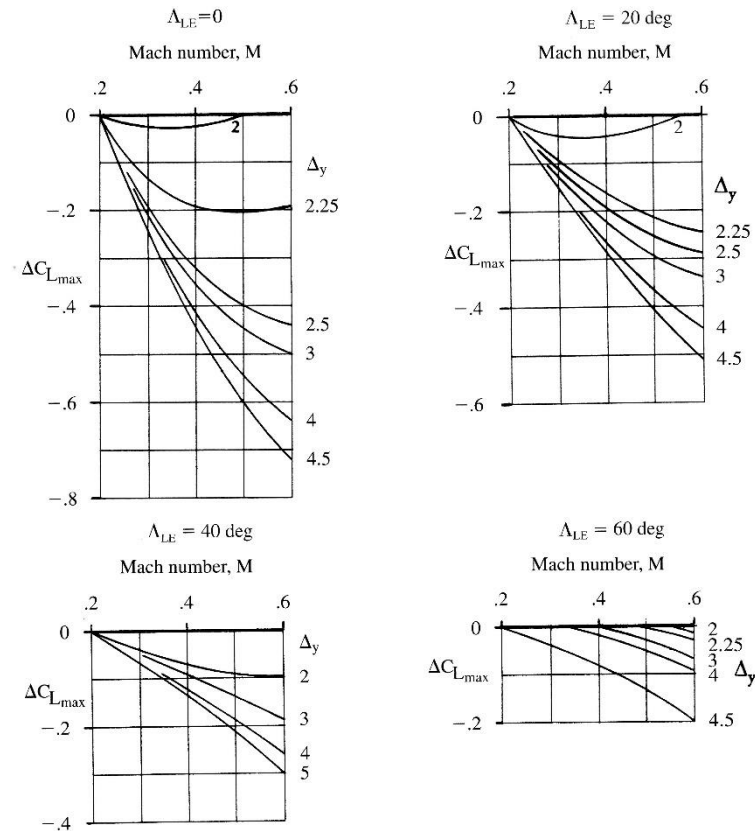 Λ_LE=0
Mach number, M
.2 .4 .6
0
2
Δ_y
−.2
2.25
ΔC_Lmax
−.4
2.5
3
−.6
4
4.5
−.8
Λ_LE = 20 deg
Mach number, M
.2 .4 .6
0
2
Δ_y
−.2
2.25
2.5
ΔC_Lmax
3
−.4
4
4.5
−.6
Λ_LE = 40 deg
Mach number, M
.2 .4 .6
0
Δ_y
ΔC_Lmax
2
3
−.2
4
5
−.4
Λ_LE = 60 deg
Mach number, M
.2 .4 .6
0
2
2.25
ΔC_Lmax
3
4 Δ_y
−.2
4.5